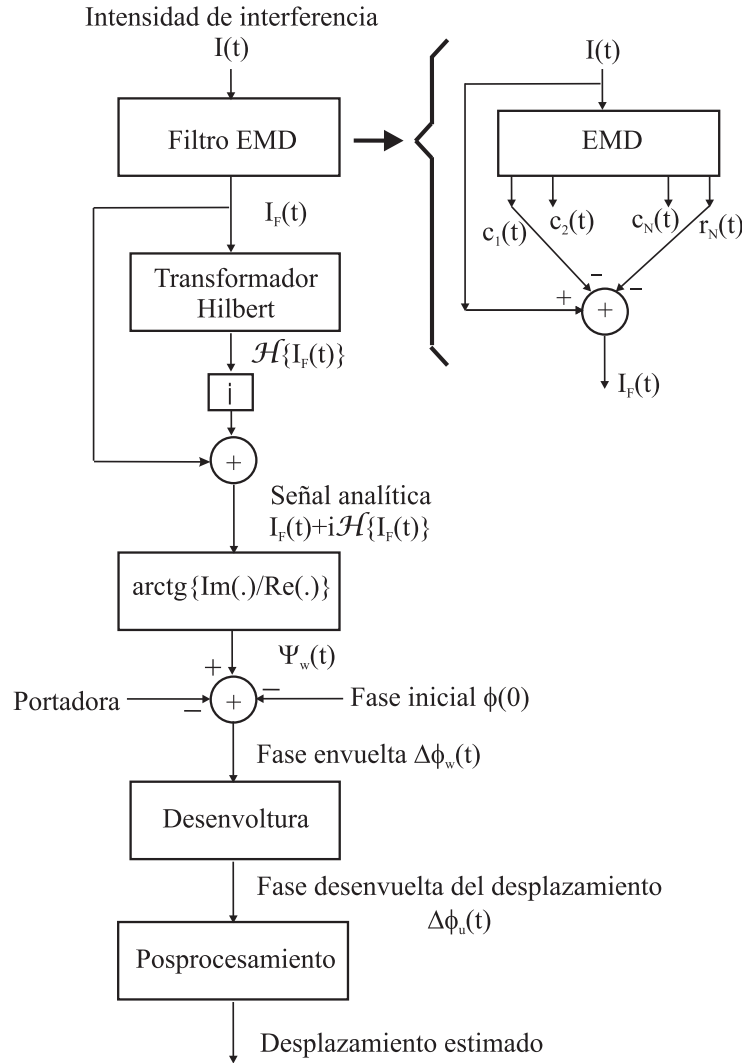 Intensidad de interferencia
I(t)
Filtro EMD
I_F(t)
Transformador
Hilbert
ℋ{I_F(t)}
i
+
Señal analítica
I_F(t)+iℋ{I_F(t)}
arctg{Im(.)/Re(.)}
Ψ_w(t)
+
Portadora
−
+
−
Fase inicial ϕ(0)
Fase envuelta Δϕ_w(t)
Desenvoltura
Fase desenvuelta del desplazamiento
Δϕ_u(t)
Posprocesamiento
Desplazamiento estimado
I(t)
EMD
c_1(t)
c_2(t)
c_N(t)
r_N(t)
−
−
+
+
I_F(t)